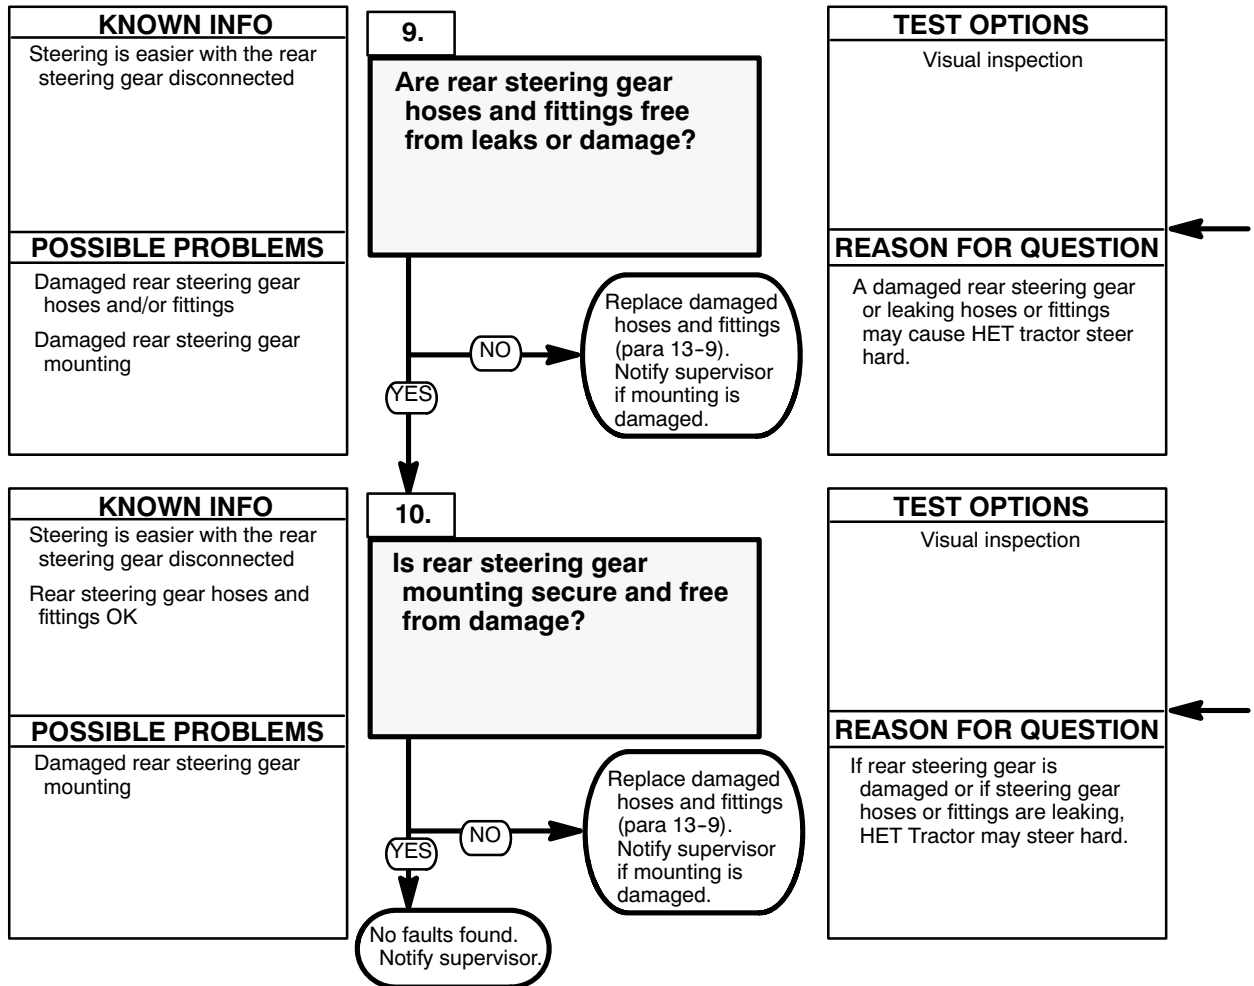 KNOWN INFO
Steering is easier with the rear
steering gear disconnected
POSSIBLE PROBLEMS
Damaged rear steering gear
hoses and/or fittings
Damaged rear steering gear
mounting
9.
Are rear steering gear
hoses and fittings free
from leaks or damage?
NO
YES
Replace damaged
hoses and fittings
(para 13-9).
Notify supervisor
if mounting is
damaged.
TEST OPTIONS
Visual inspection
REASON FOR QUESTION
A damaged rear steering gear
or leaking hoses or fittings
may cause HET tractor steer
hard.
KNOWN INFO
Steering is easier with the rear
steering gear disconnected
Rear steering gear hoses and
fittings OK
POSSIBLE PROBLEMS
Damaged rear steering gear
mounting
10.
Is rear steering gear
mounting secure and free
from damage?
NO
YES
Replace damaged
hoses and fittings
(para 13-9).
Notify supervisor
if mounting is
damaged.
No faults found.
Notify supervisor.
TEST OPTIONS
Visual inspection
REASON FOR QUESTION
If rear steering gear is
damaged or if steering gear
hoses or fittings are leaking,
HET Tractor may steer hard.